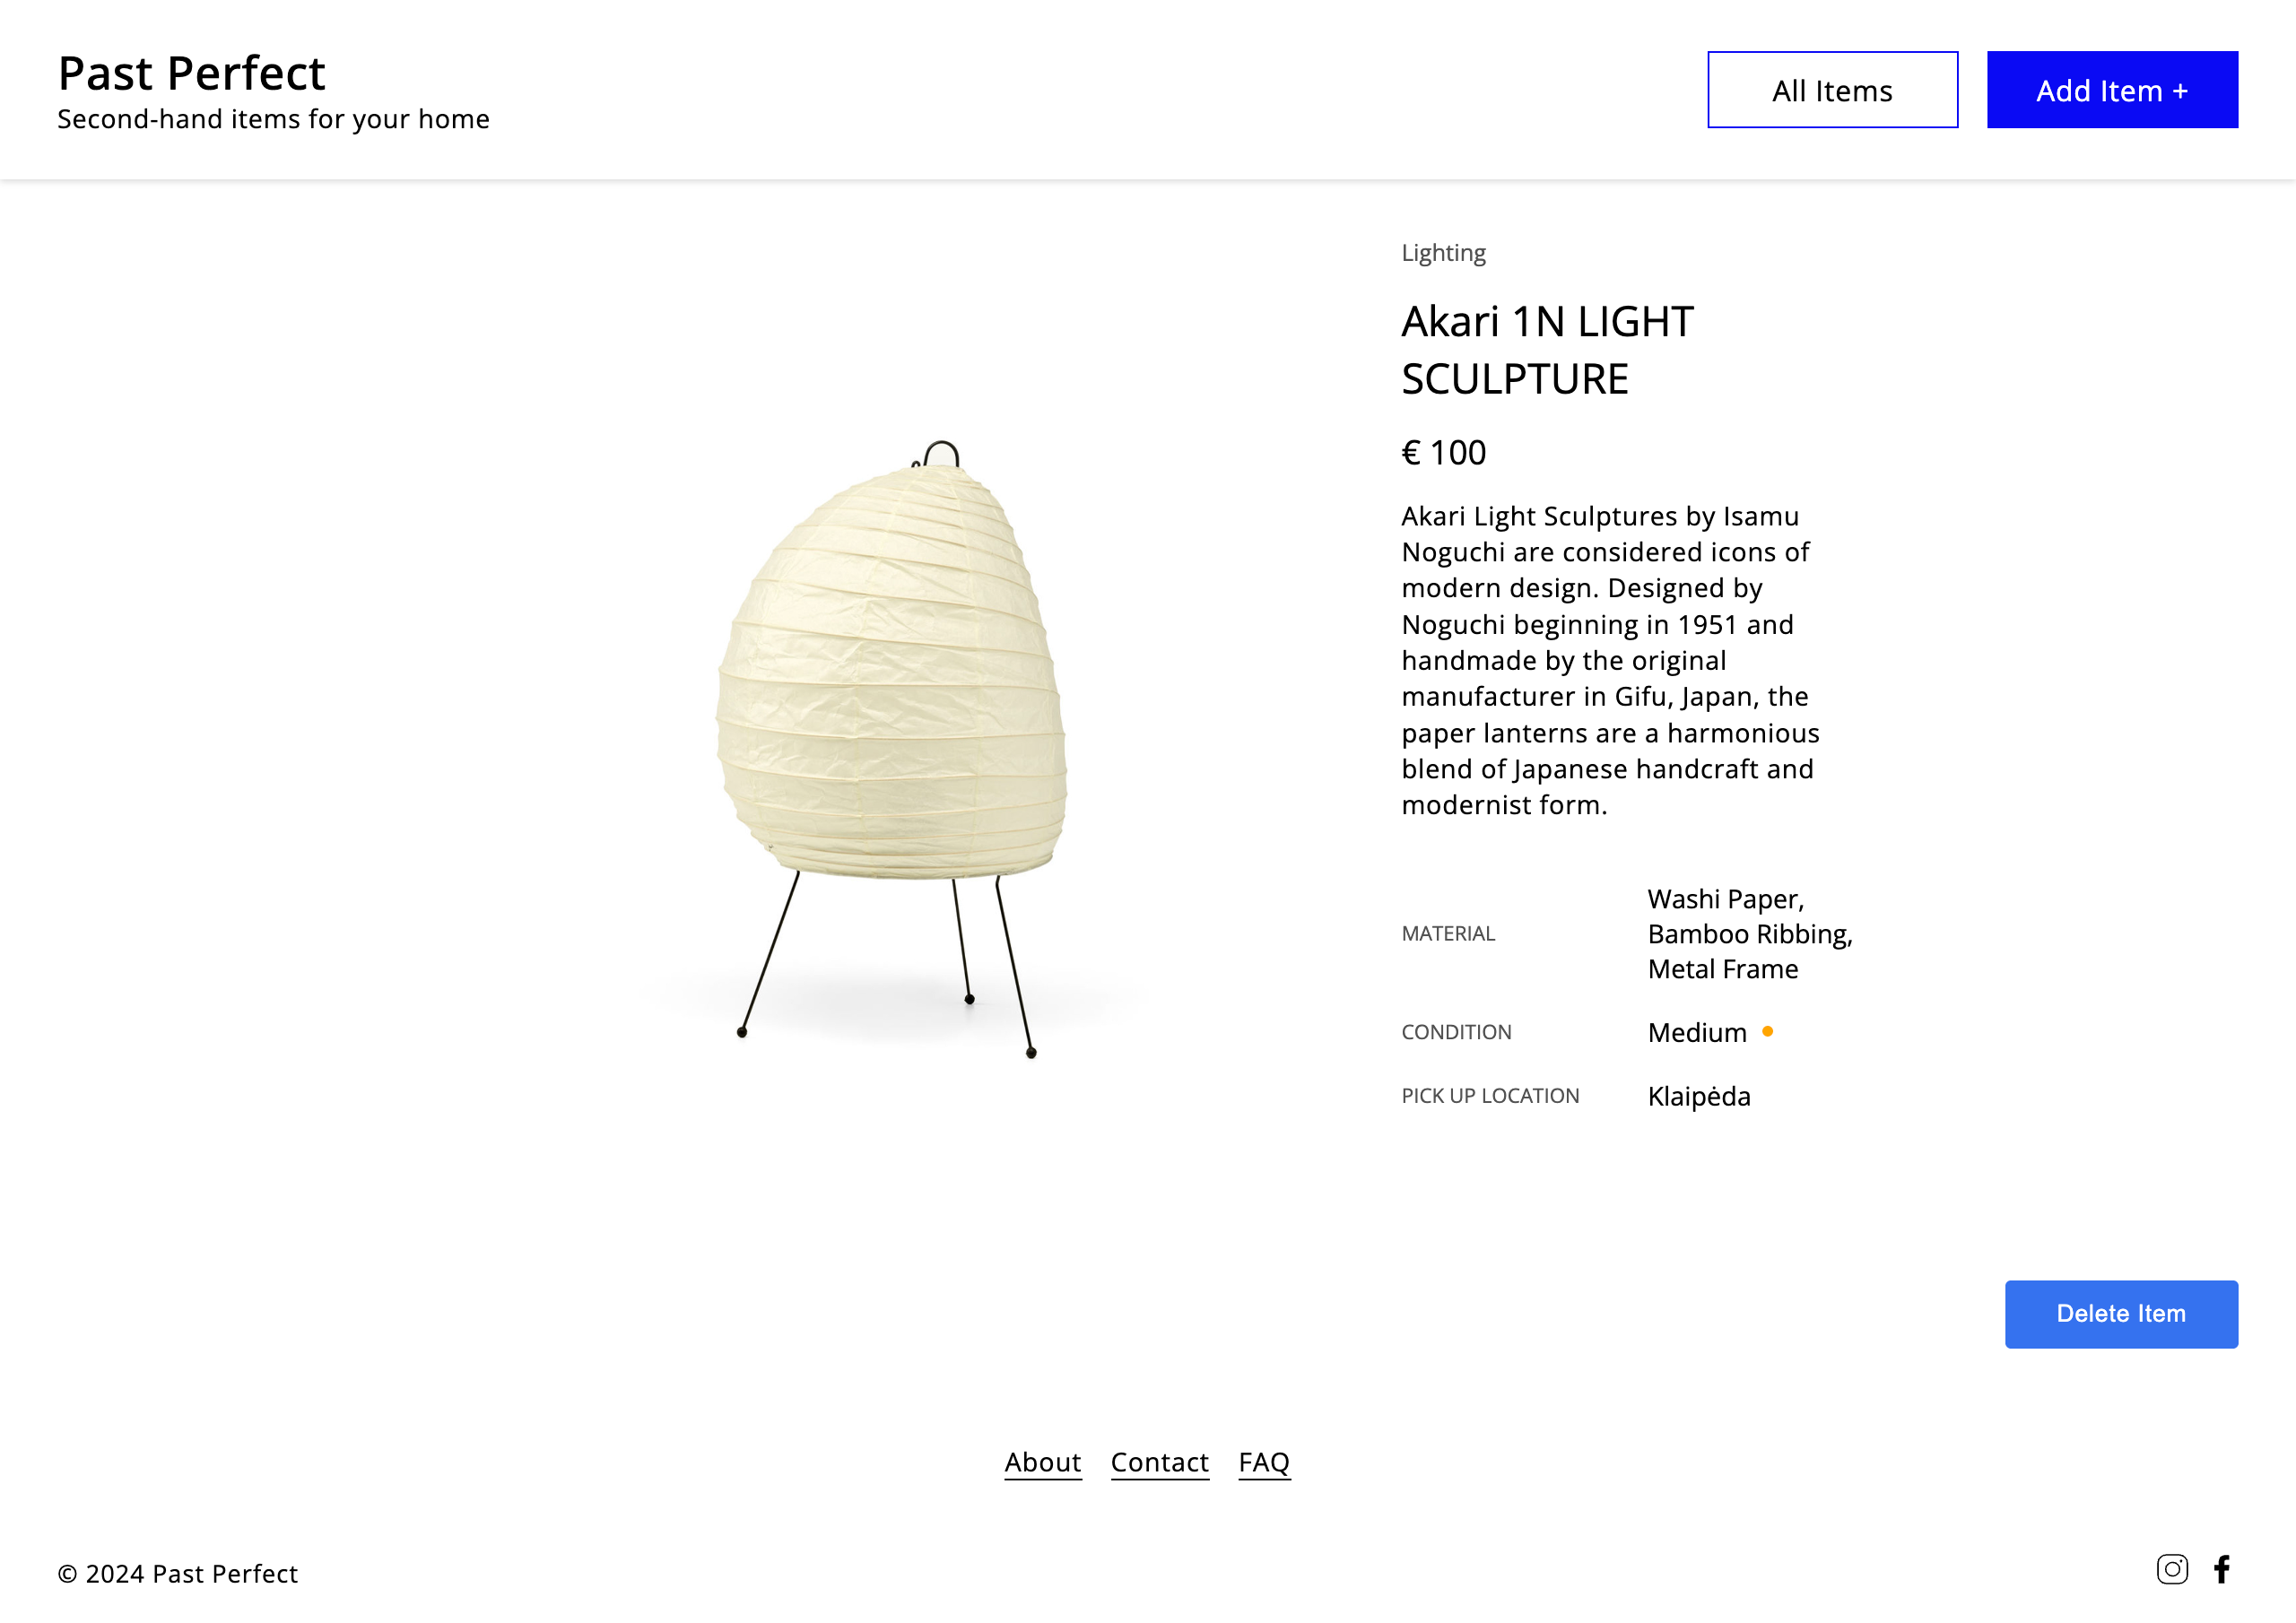 Past Perfect
Second-hand items for your home
All Items
Add Item +
Lighting
Akari 1N LIGHT
SCULPTURE
€ 100
Akari Light Sculptures by Isamu
Noguchi are considered icons of
modern design. Designed by
Noguchi beginning in 1951 and
handmade by the original
manufacturer in Gifu, Japan, the
paper lanterns are a harmonious
blend of Japanese handcraft and
modernist form.
MATERIAL
Washi Paper,
Bamboo Ribbing,
Metal Frame
CONDITION
Medium
PICK UP LOCATION
Klaipėda
Delete Item
About
Contact
FAQ
© 2024 Past Perfect